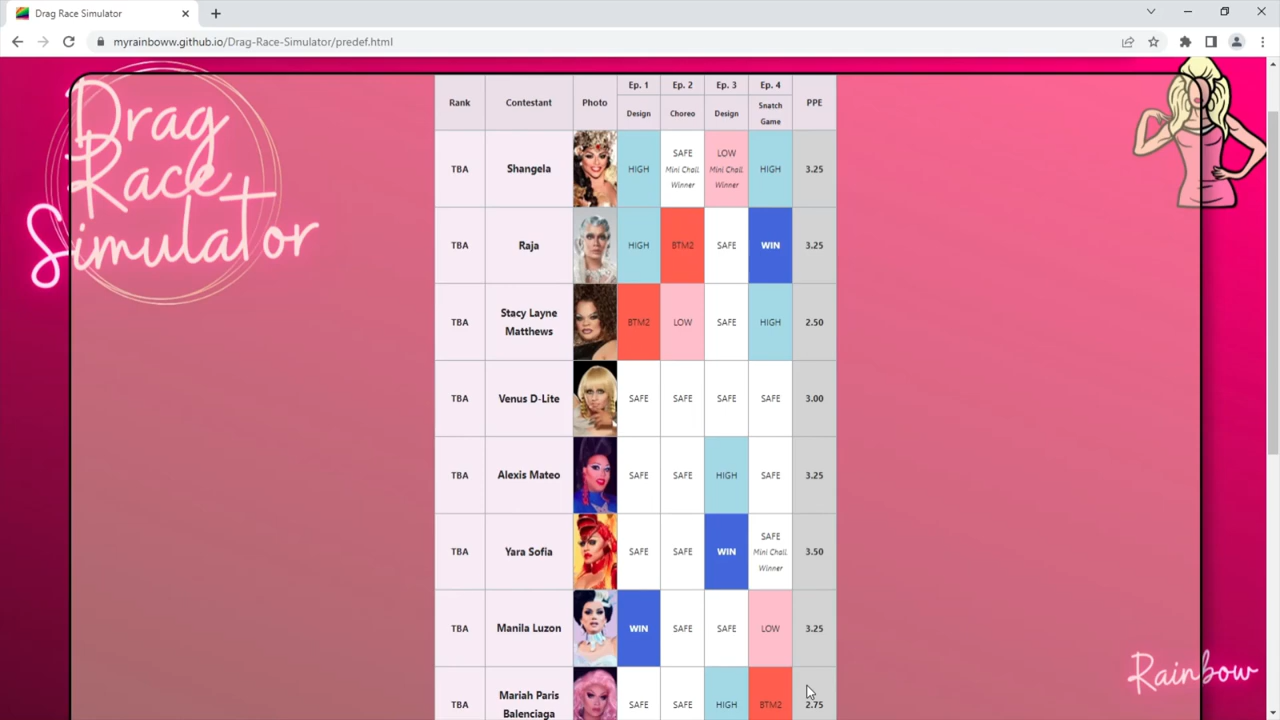 Drag Race Simulator
myrainboww.github.io/Drag-Race-Simulator/predef.html
Drag
Race
Simulator
Rank Contestant Photo Ep. 1 Ep. 2 Ep. 3 Ep. 4 PPE
Design Choreo Design Snatch Game
TBA Shangela HIGH SAFE Mini Chall Winner LOW Mini Chall Winner HIGH 3.25
TBA Raja HIGH BTM2 SAFE WIN 3.25
TBA Stacy Layne Matthews BTM2 LOW SAFE HIGH 2.50
TBA Venus D-Lite SAFE SAFE SAFE SAFE 3.00
TBA Alexis Mateo SAFE SAFE HIGH SAFE 3.25
TBA Yara Sofia SAFE SAFE WIN SAFE Mini Chall Winner 3.50
TBA Manila Luzon WIN SAFE SAFE LOW 3.25
TBA Mariah Paris Balenciaga SAFE SAFE HIGH BTM2 2.75
Rainbow